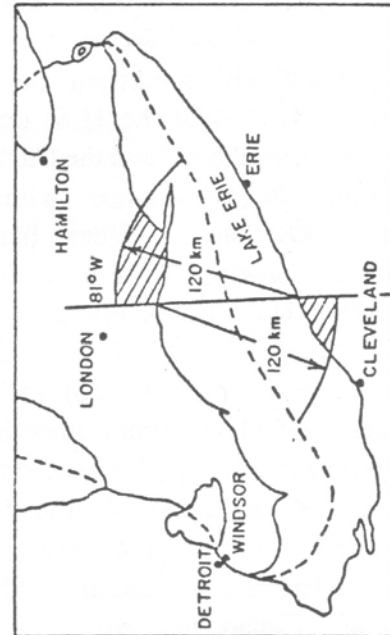 HAMILTON
81°W
120 km
LAKE ERIE
ERIE
LONDON
120 km
CLEVELAND
WINDSOR
DETROIT